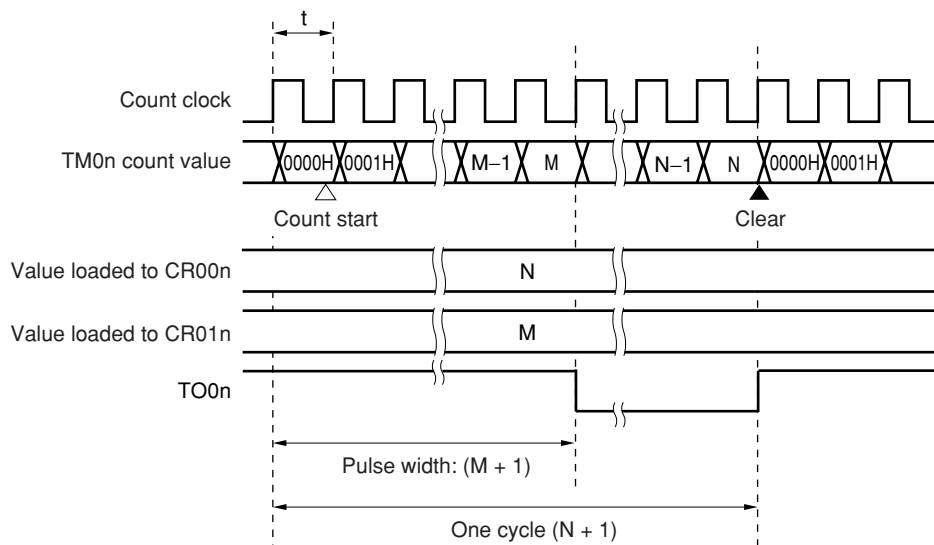 t
Count clock
TM0n count value 0000H 0001H M–1 M N–1 N 0000H 0001H
Count start Clear
Value loaded to CR00n N
Value loaded to CR01n M
TO0n
Pulse width: (M + 1)
One cycle (N + 1)